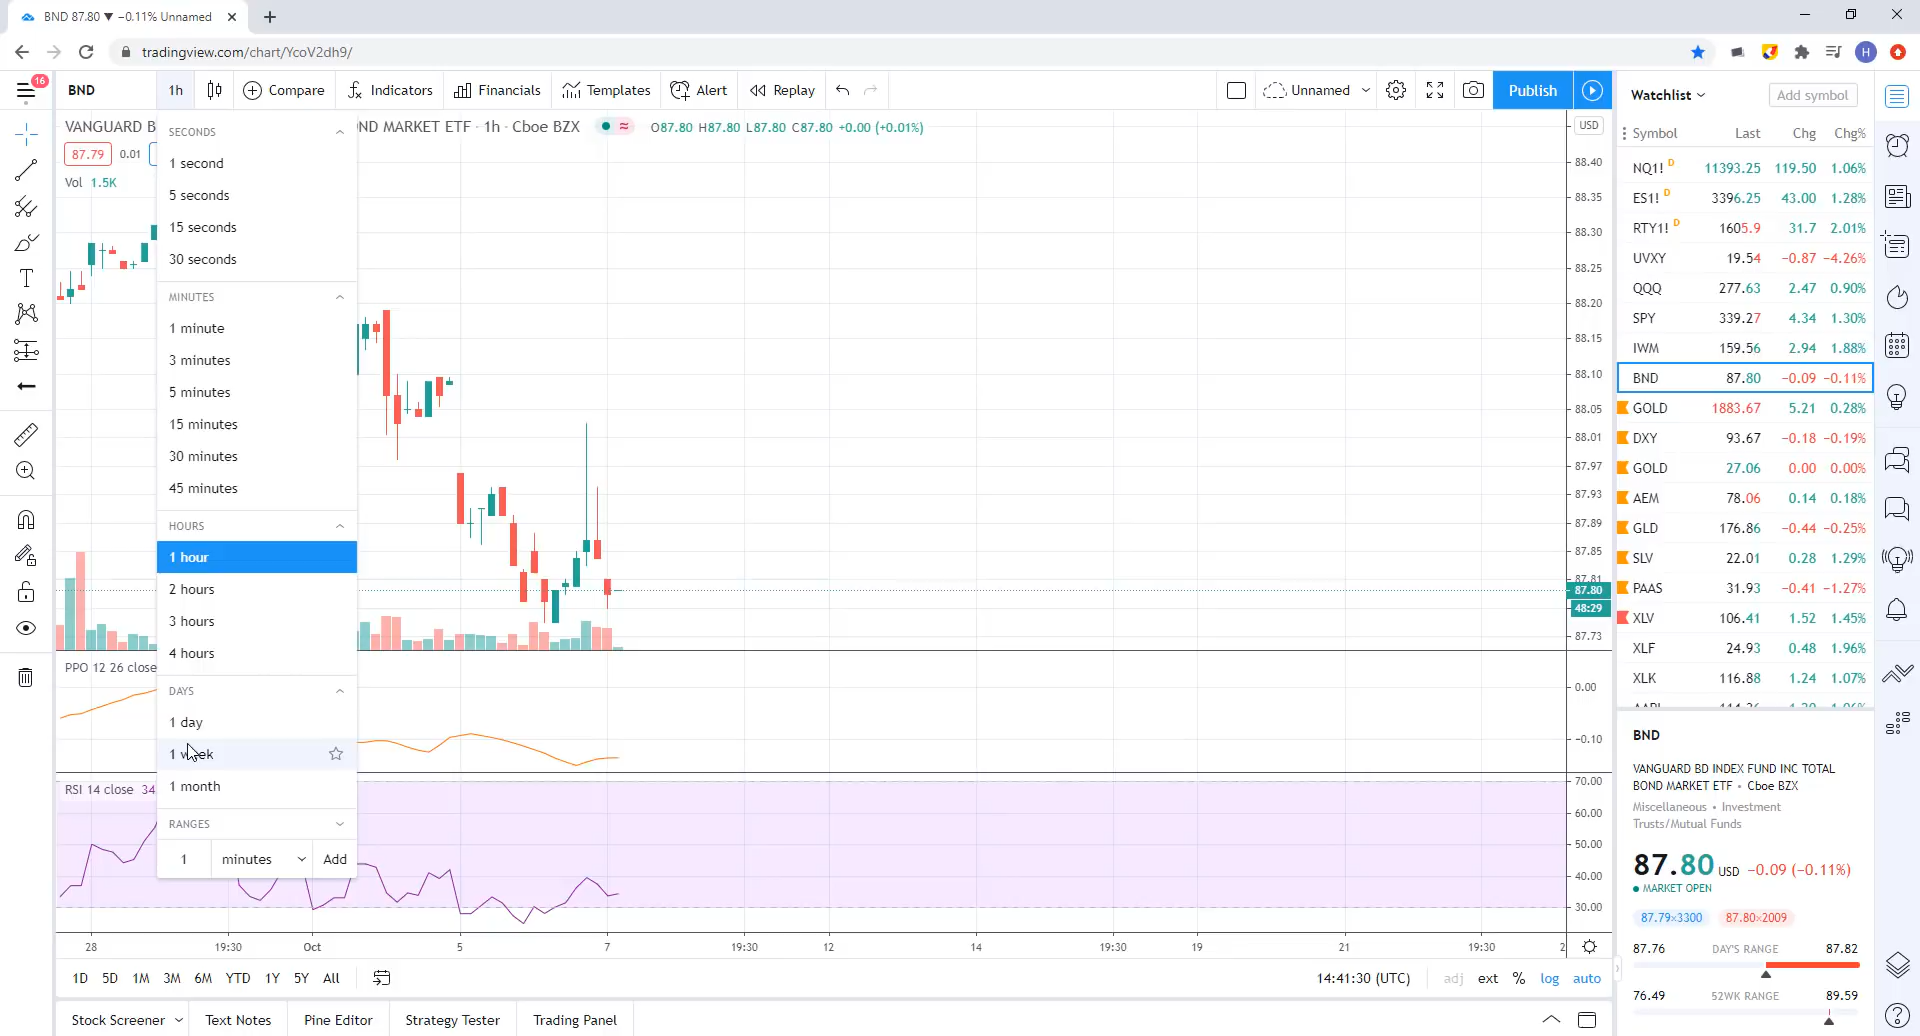 BND 87.80 ▼ −0.11% Unnamed
tradingview.com/chart/YcoV2dh9/
H
16
BND
1h
Compare
Indicators
Financials
Templates
Alert
Replay
Unnamed
Publish
VANGUARD B
OND MARKET ETF · 1h · Cboe BZX
O87.80 H87.80 L87.80 C87.80 +0.00 (+0.01%)
87.79
0.01
Vol 1.5K
SECONDS
1 second
5 seconds
15 seconds
30 seconds
MINUTES
1 minute
3 minutes
5 minutes
15 minutes
30 minutes
45 minutes
HOURS
1 hour
2 hours
3 hours
4 hours
DAYS
1 day
1 week
1 month
RANGES
1 minutes Add
PPO 12 26 close
RSI 14 close 34
USD
88.40
88.35
88.30
88.25
88.20
88.15
88.10
88.05
88.01
87.97
87.93
87.89
87.85
87.81
87.80
48:29
87.73
0.00
−0.10
70.00
60.00
50.00
40.00
30.00
28 19:30 Oct 5 7 19:30 12 14 19:30 19 21 19:30 2
1D 5D 1M 3M 6M YTD 1Y 5Y All
14:41:30 (UTC) adj ext % log auto
Stock Screener
Text Notes
Pine Editor
Strategy Tester
Trading Panel
Watchlist
Add symbol
Symbol Last Chg Chg%
NQ1! D 11393.25 119.50 1.06%
ES1! D 3396.25 43.00 1.28%
RTY1! D 1605.9 31.7 2.01%
UVXY 19.54 −0.87 −4.26%
QQQ 277.63 2.47 0.90%
SPY 339.27 4.34 1.30%
IWM 159.56 2.94 1.88%
BND 87.80 −0.09 −0.11%
GOLD 1883.67 5.21 0.28%
DXY 93.67 −0.18 −0.19%
GOLD 27.06 0.00 0.00%
AEM 78.06 0.14 0.18%
GLD 176.86 −0.44 −0.25%
SLV 22.01 0.28 1.29%
PAAS 31.93 −0.41 −1.27%
XLV 106.41 1.52 1.45%
XLF 24.93 0.48 1.96%
XLK 116.88 1.24 1.07%
BND
VANGUARD BD INDEX FUND INC TOTAL
BOND MARKET ETF • Cboe BZX
Miscellaneous • Investment
Trusts/Mutual Funds
87.80 USD −0.09 (−0.11%)
MARKET OPEN
87.79×3300 87.80×2009
87.76 DAY'S RANGE 87.82
76.49 52WK RANGE 89.59